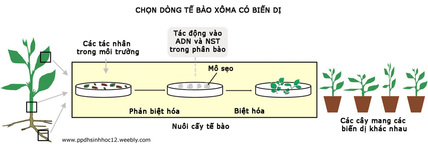 CHỌN DÒNG TẾ BÀO XÔMA CÓ BIẾN DỊ
Các tác nhân
trong môi trường
Tác động vào
ADN và NST
trong phân bào
Mô sẹo
Phản biệt hóa
Biệt hóa
Nuôi cấy tế bào
Các cây mang các
biến dị khác nhau
www.ppdhsinhhoc12.weebly.com